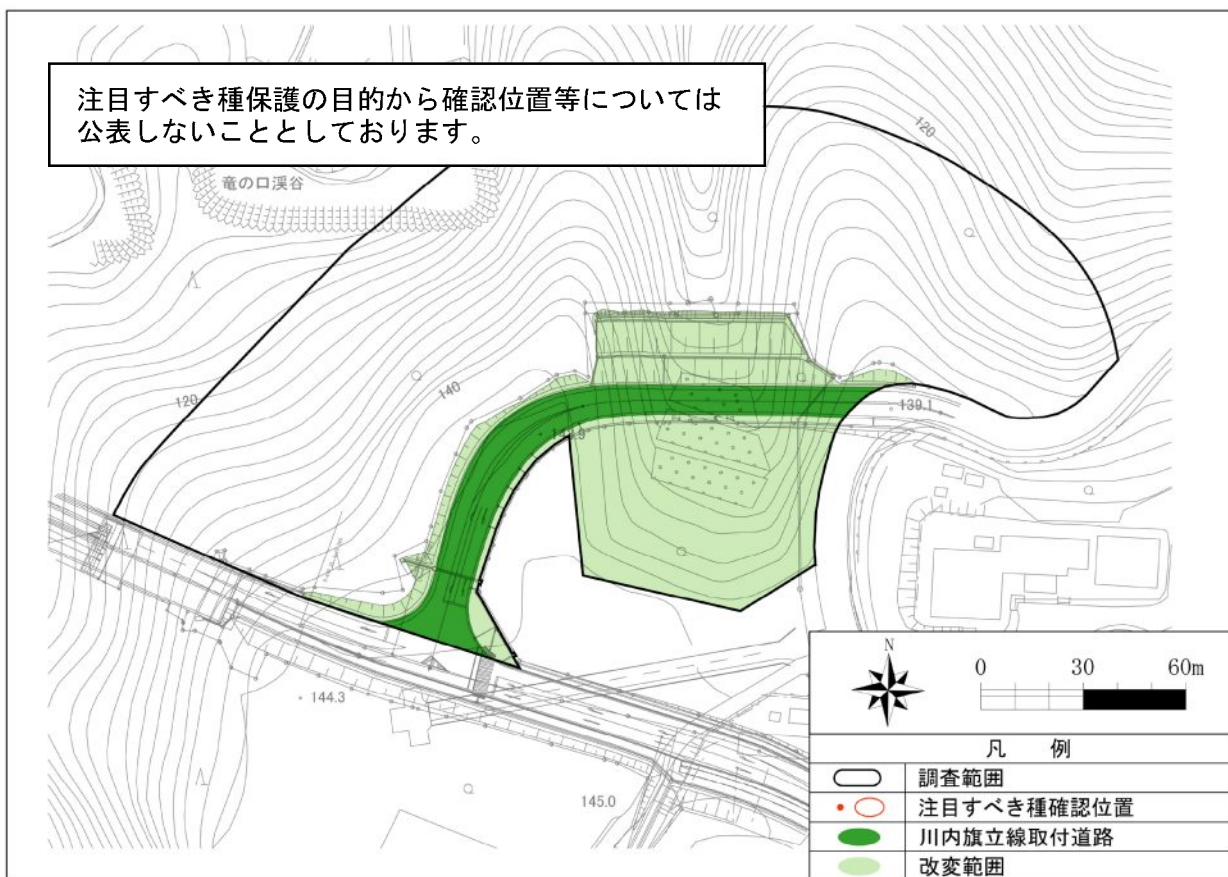 注目すべき種保護の目的から確認位置等については
公表しないこととしております。
竜の口渓谷
120
140
120
139.1
144.3
145.0
N
0 30 60m
凡 例
調査範囲
注目すべき種確認位置
川内旗立線取付道路
改変範囲